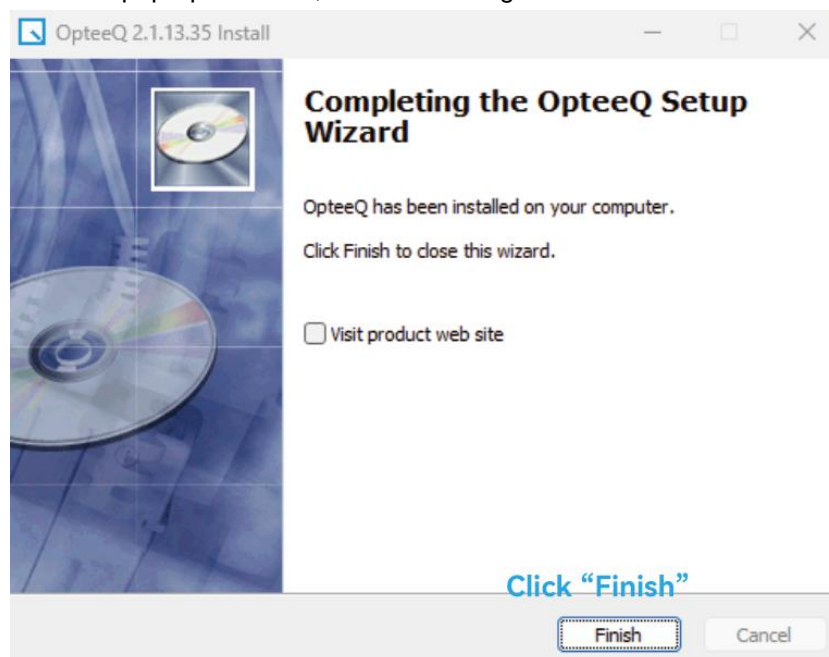 OpteeQ 2.1.13.35 Install
Completing the OpteeQ Setup
Wizard
OpteeQ has been installed on your computer.
Click Finish to close this wizard.
Visit product web site
Click “Finish”
Finish
Cancel